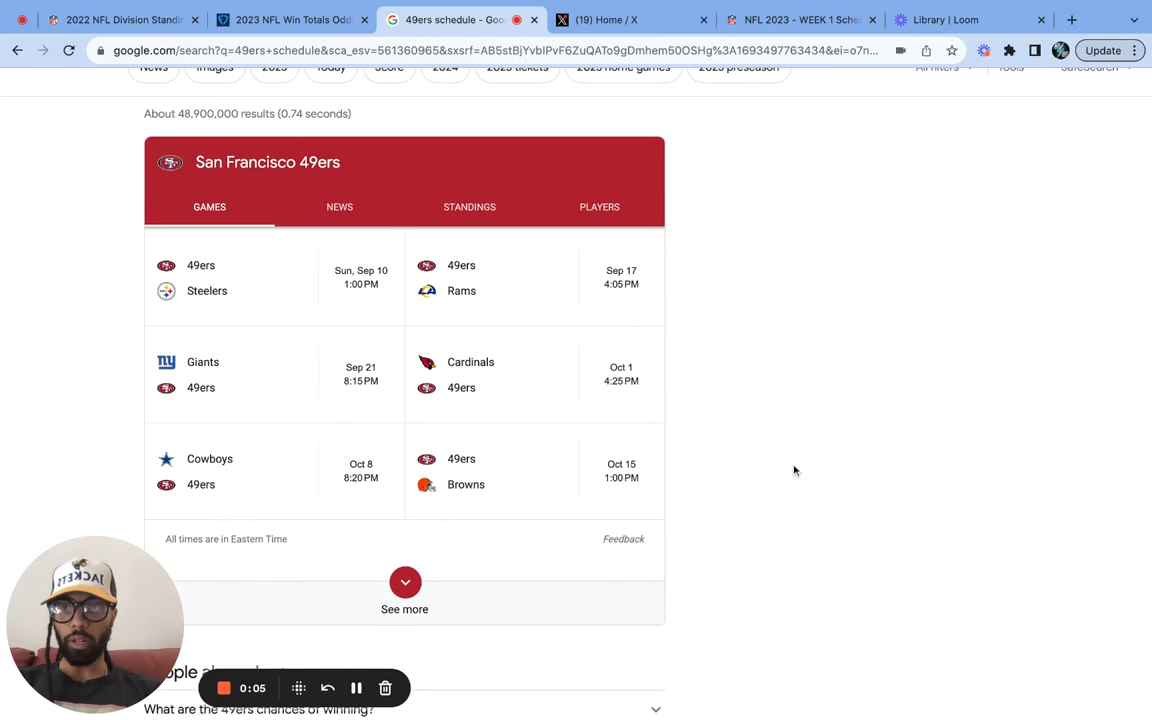 2022 NFL Division Standi
2023 NFL Win Totals Odd
49ers schedule - Goo
(19) Home / X
NFL 2023 - WEEK 1 Sche
Library | Loom
google.com/search?q=49ers+schedule&sca_esv=561360965&sxsrf=AB5stBjYvbIPvF6ZuQATo9gDmhem50OSHg%3A1693497763434&ei=o7n...
Update
News
Images
2023
Today
Score
2024
2023 tickets
2023 home games
2023 preseason
All filters
Tools
SafeSearch
About 48,900,000 results (0.74 seconds)
San Francisco 49ers
GAMES
NEWS
STANDINGS
PLAYERS
49ers
Steelers
Sun, Sep 10
1:00 PM
49ers
Rams
Sep 17
4:05 PM
Giants
49ers
Sep 21
8:15 PM
Cardinals
49ers
Oct 1
4:25 PM
Cowboys
49ers
Oct 8
8:20 PM
49ers
Browns
Oct 15
1:00 PM
All times are in Eastern Time
Feedback
See more
JACKETS
0:05
What are the 49ers chances of winning?